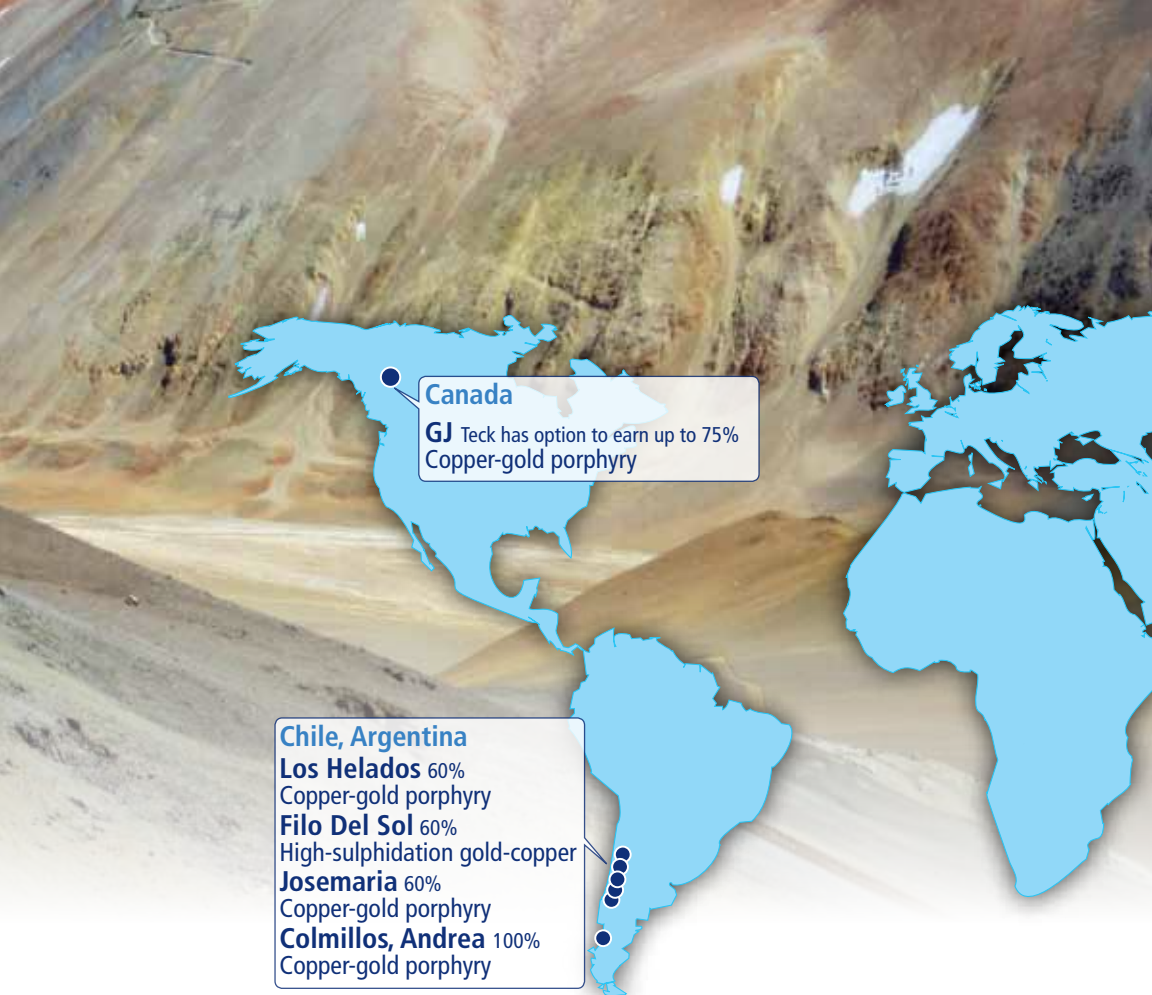 Canada
GJ Teck has option to earn up to 75%
Copper-gold porphyry
Chile, Argentina
Los Helados 60%
Copper-gold porphyry
Filo Del Sol 60%
High-sulphidation gold-copper
Josemaria 60%
Copper-gold porphyry
Colmillos, Andrea 100%
Copper-gold porphyry